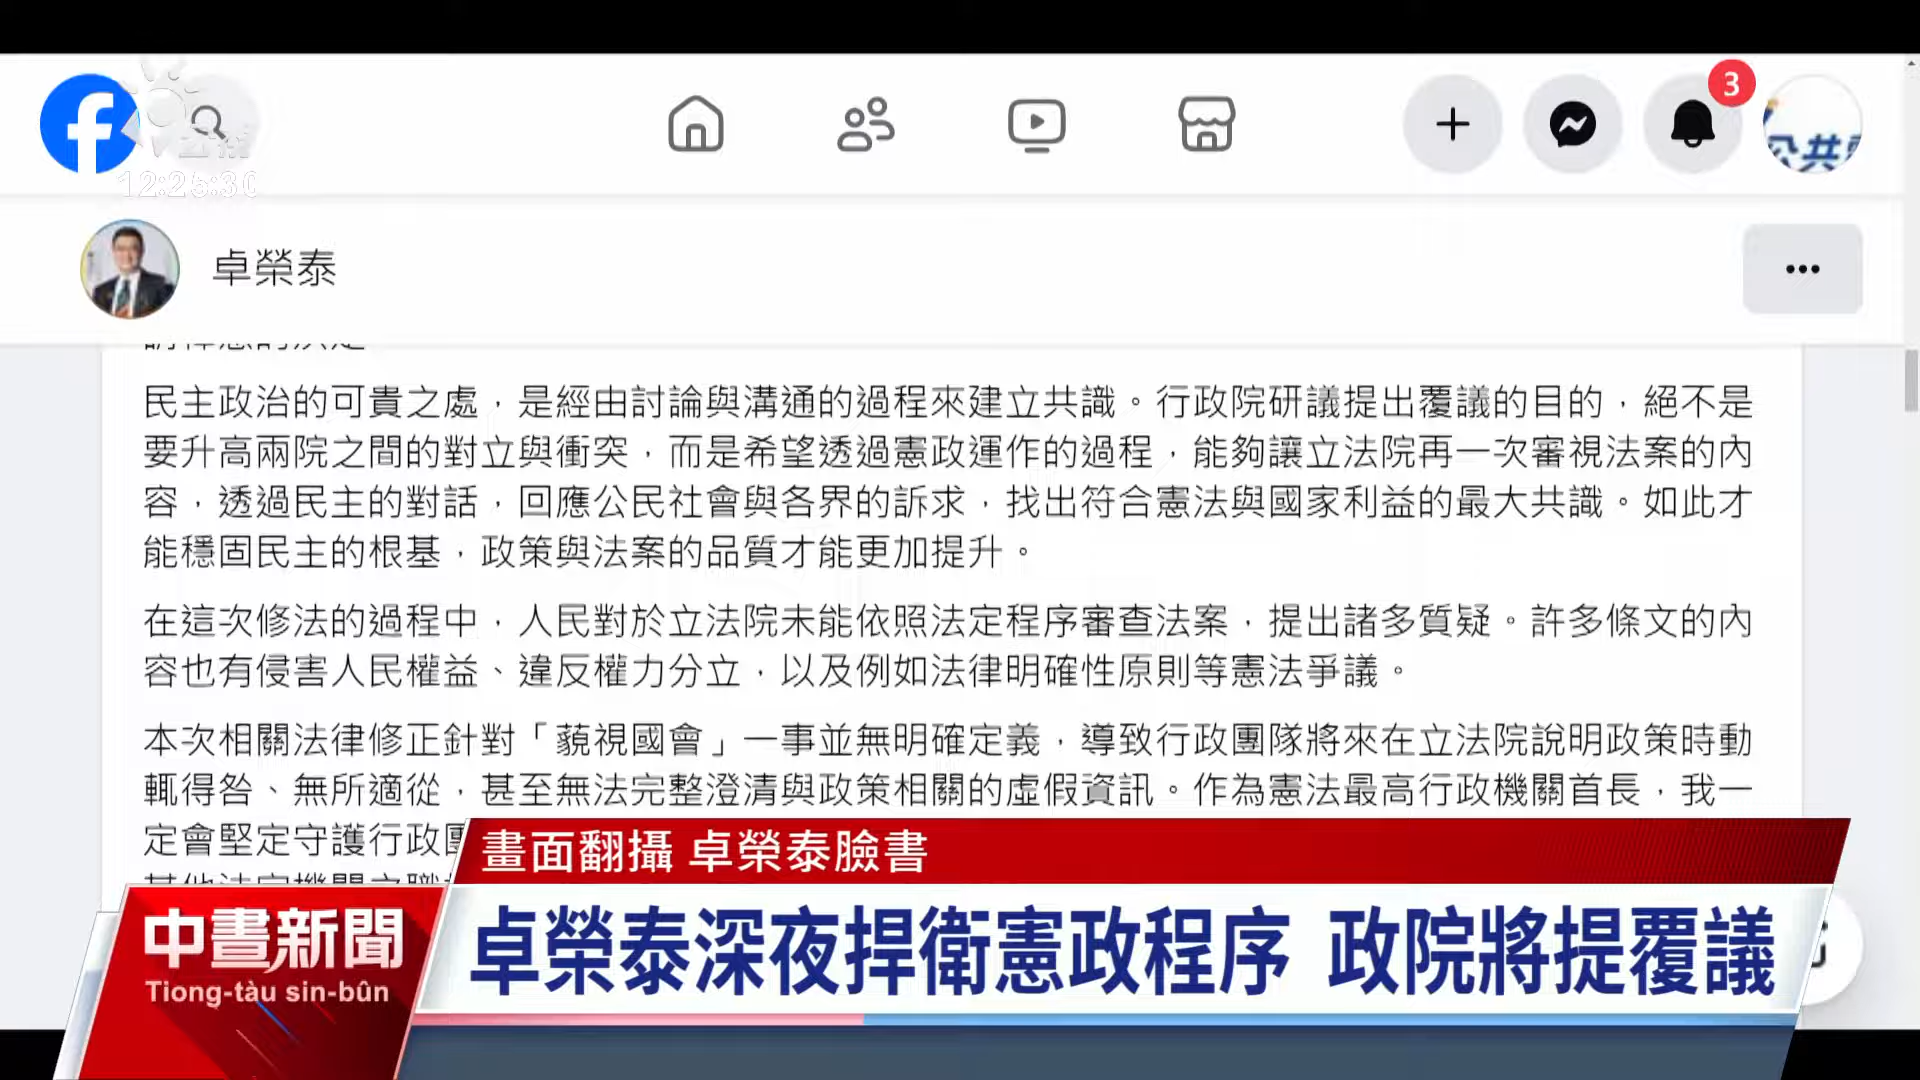 公視
12:25:30
3
公共
卓榮泰
民主政治的可貴之處，是經由討論與溝通的過程來建立共識。行政院研議提出覆議的目的，絕不是
要升高兩院之間的對立與衝突，而是希望透過憲政運作的過程，能夠讓立法院再一次審視法案的內
容，透過民主的對話，回應公民社會與各界的訴求，找出符合憲法與國家利益的最大共識。如此才
能穩固民主的根基，政策與法案的品質才能更加提升。
在這次修法的過程中，人民對於立法院未能依照法定程序審查法案，提出諸多質疑。許多條文的內
容也有侵害人民權益、違反權力分立，以及例如法律明確性原則等憲法爭議。
本次相關法律修正針對「藐視國會」一事並無明確定義，導致行政團隊將來在立法院說明政策時動
輒得咎、無所適從，甚至無法完整澄清與政策相關的虛假資訊。作為憲法最高行政機關首長，我一
定會堅定守護行政團
畫面翻攝 卓榮泰臉書
中晝新聞
Tiong-tàu sin-bûn
卓榮泰深夜捍衛憲政程序 政院將提覆議